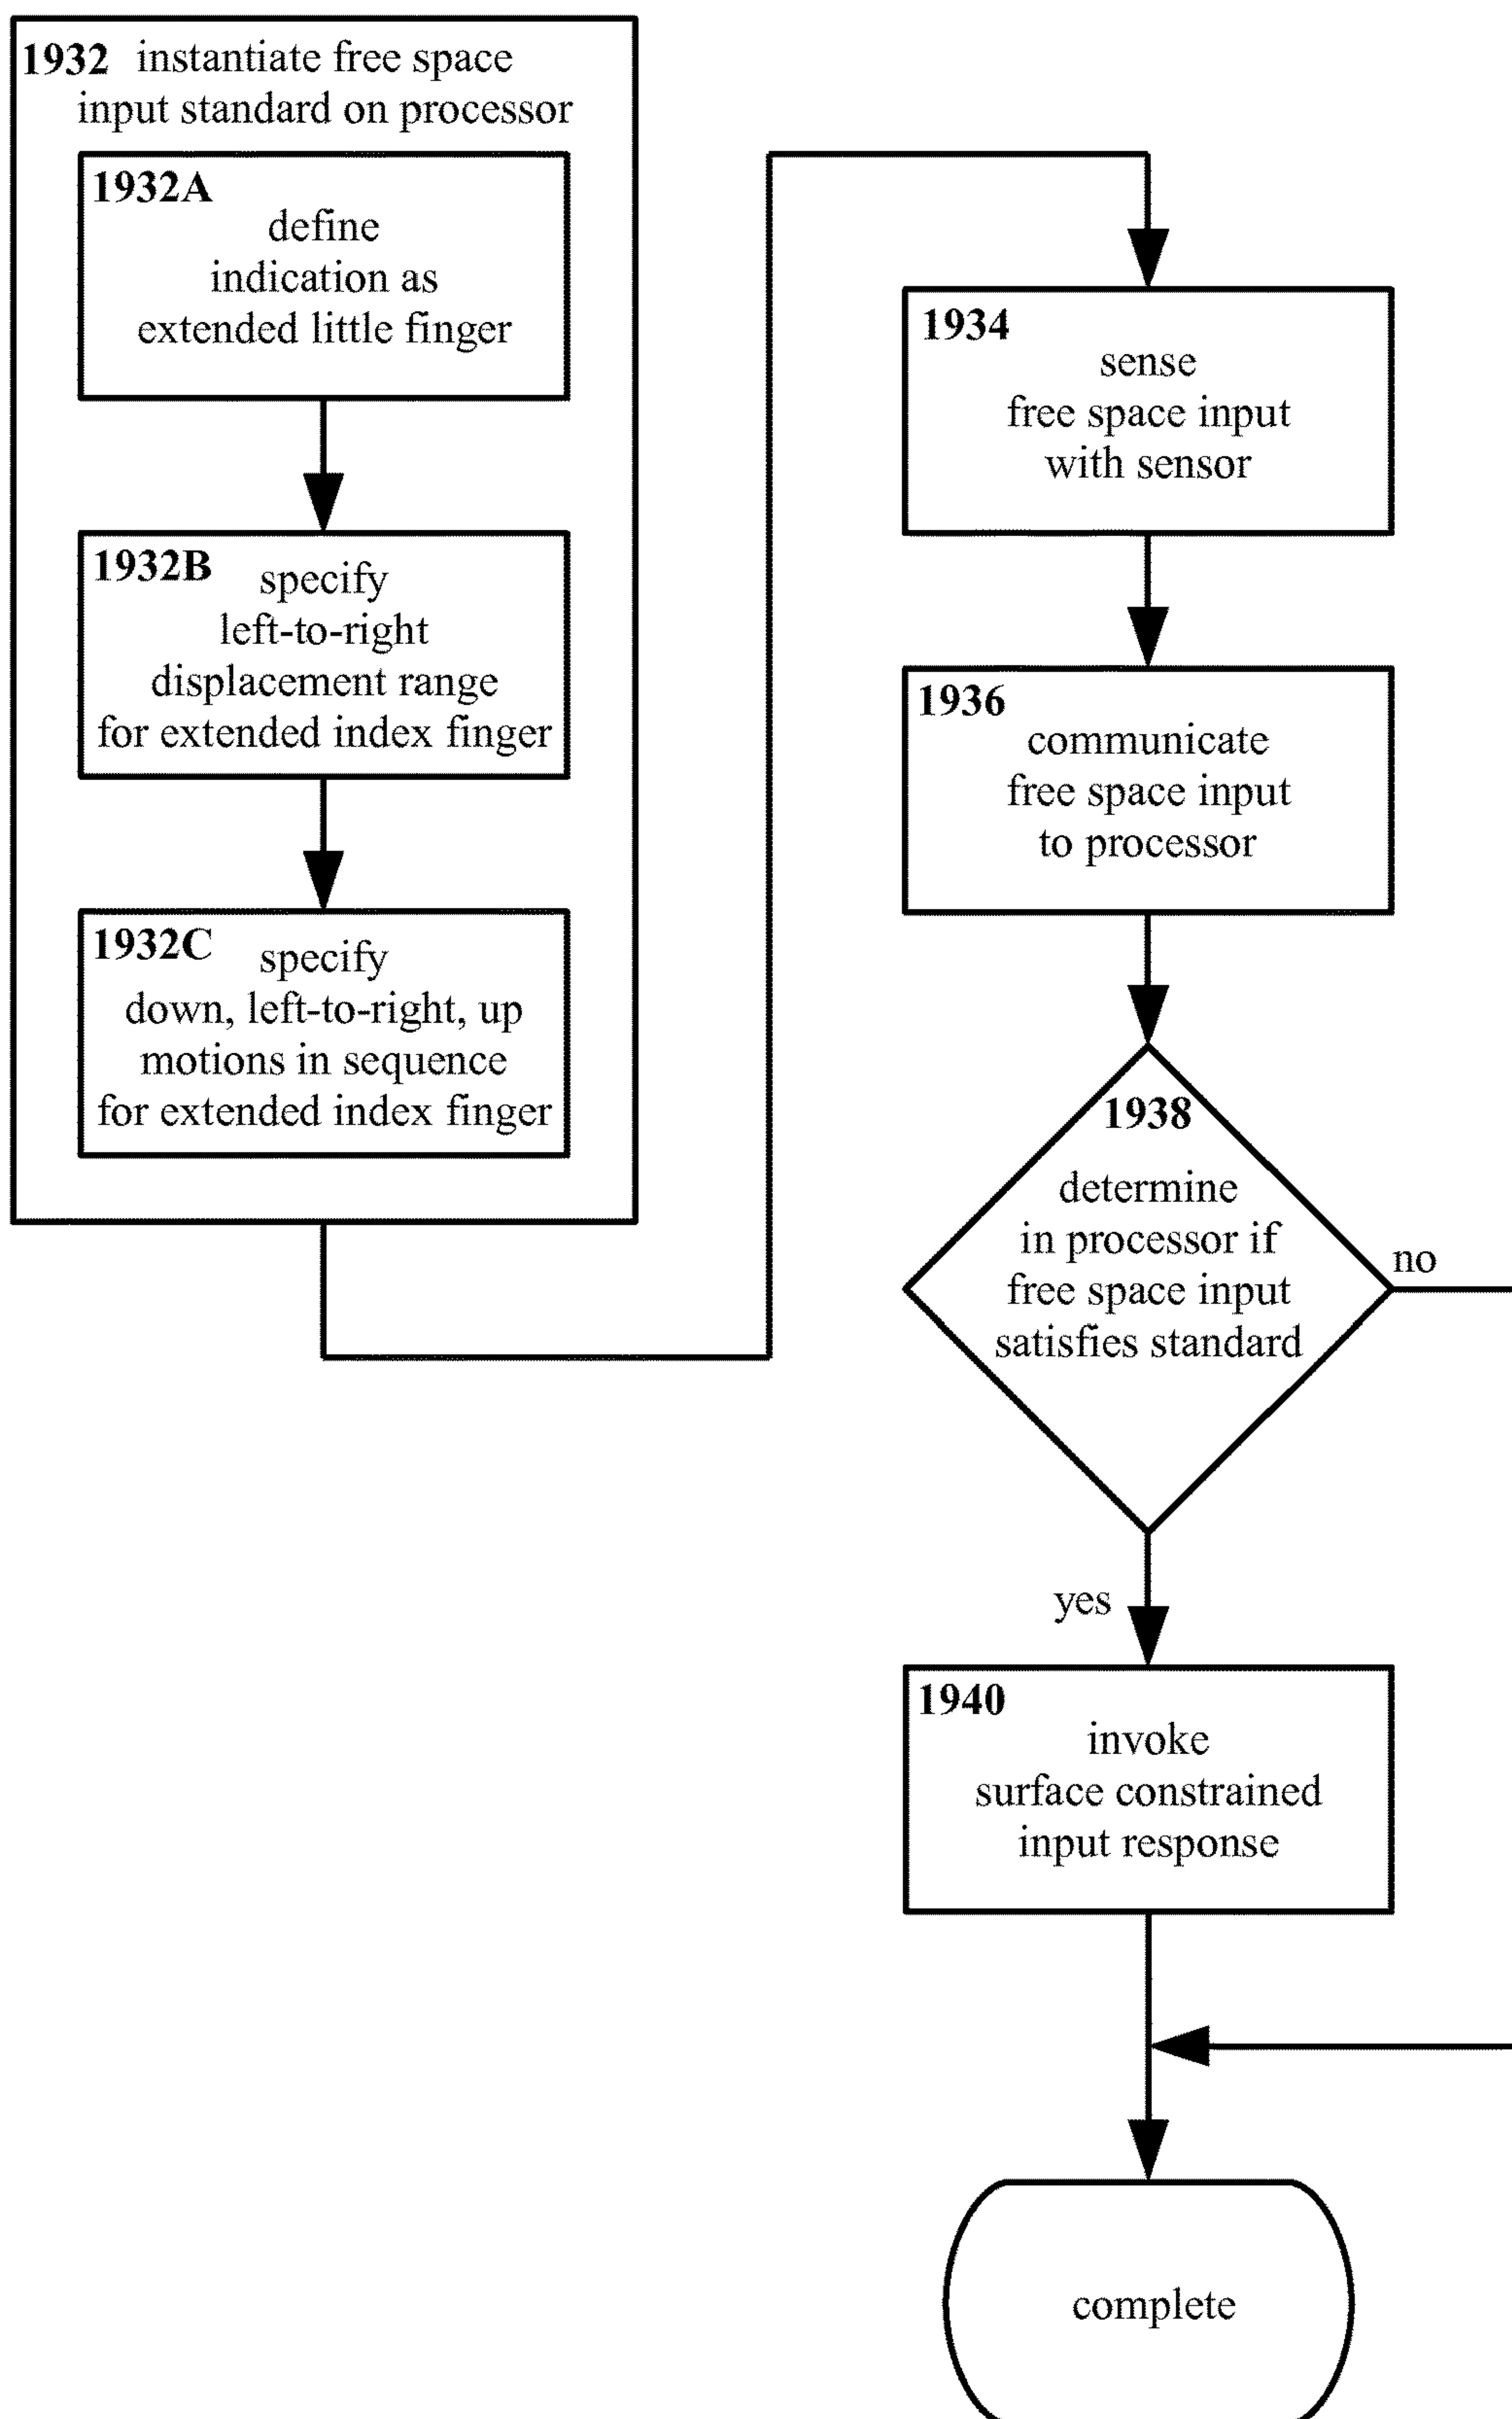 1932 instantiate free space
input standard on processor
1932A
define
indication as
extended little finger
1932B specify
left-to-right
displacement range
for extended index finger
1932C specify
down, left-to-right, up
motions in sequence
for extended index finger
1934
sense
free space input
with sensor
1936
communicate
free space input
to processor
1938
determine
in processor if
free space input
satisfies standard
no
yes
1940
invoke
surface constrained
input response
complete